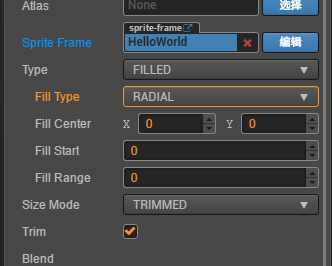 Atlas None 选择
sprite-frame
Sprite Frame HelloWorld 编辑
Type FILLED
Fill Type RADIAL
Fill Center X 0 Y 0
Fill Start 0
Fill Range 0
Size Mode TRIMMED
Trim
Blend